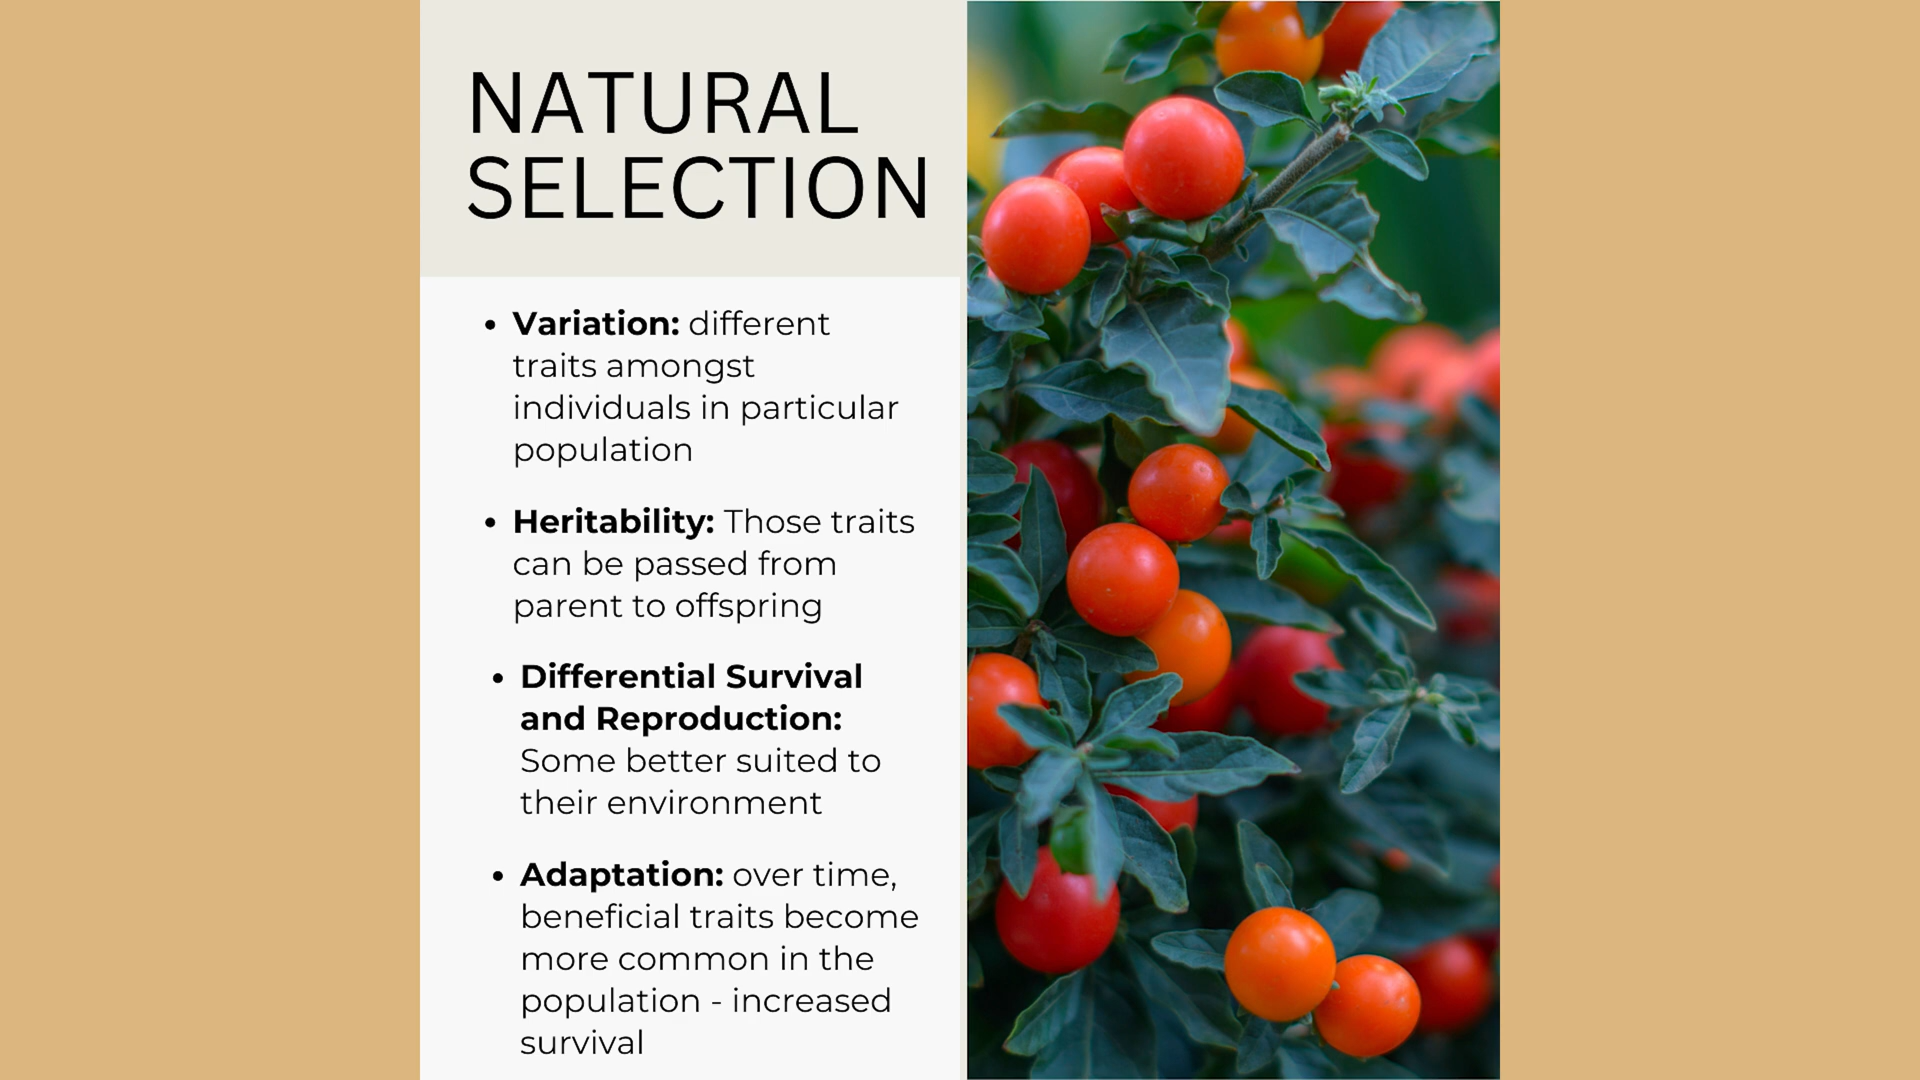 NATURAL
SELECTION
• Variation: different
traits amongst
individuals in particular
population
• Heritability: Those traits
can be passed from
parent to offspring
• Differential Survival
and Reproduction:
Some better suited to
their environment
• Adaptation: over time,
beneficial traits become
more common in the
population - increased
survival